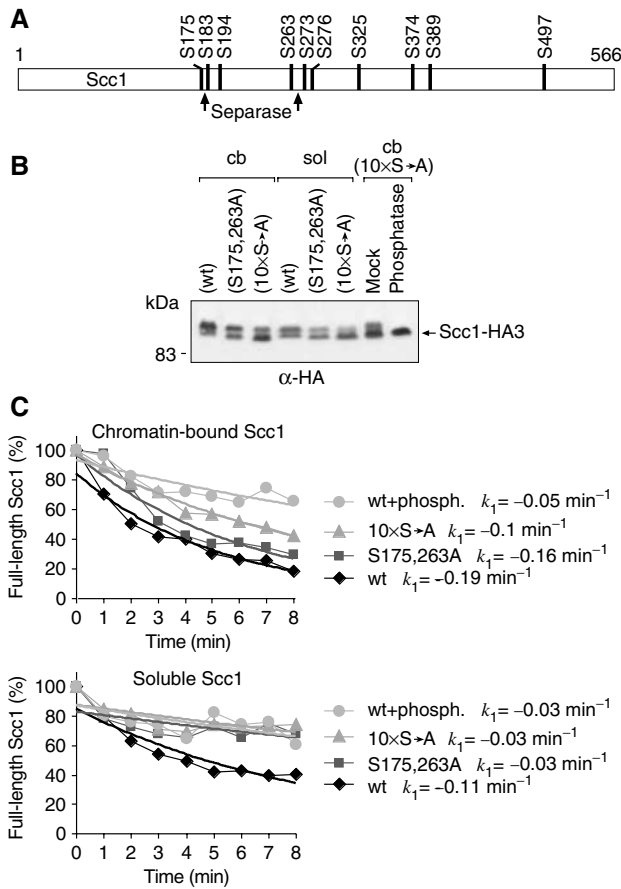 A
S175
S183
S194
S263
S273
S276
S325
S374
S389
S497
1
566
Scc1
Separase
B
cb
sol
cb
(10×S→A)
(wt)
(S175,263A)
(10×S→A)
(wt)
(S175,263A)
(10×S→A)
Mock
Phosphatase
kDa
83 -
Scc1-HA3
α-HA
C
Chromatin-bound Scc1
Full-length Scc1 (%)
100
80
60
40
20
0
0 1 2 3 4 5 6 7 8
Time (min)
wt+phosph. k1= –0.05 min–1
10×S→A k1= –0.1 min–1
S175,263A k1= –0.16 min–1
wt k1= –0.19 min–1
Soluble Scc1
Full-length Scc1 (%)
100
80
60
40
20
0
0 1 2 3 4 5 6 7 8
Time (min)
wt+phosph. k1= –0.03 min–1
10×S→A k1= –0.03 min–1
S175,263A k1= –0.03 min–1
wt k1= –0.11 min–1